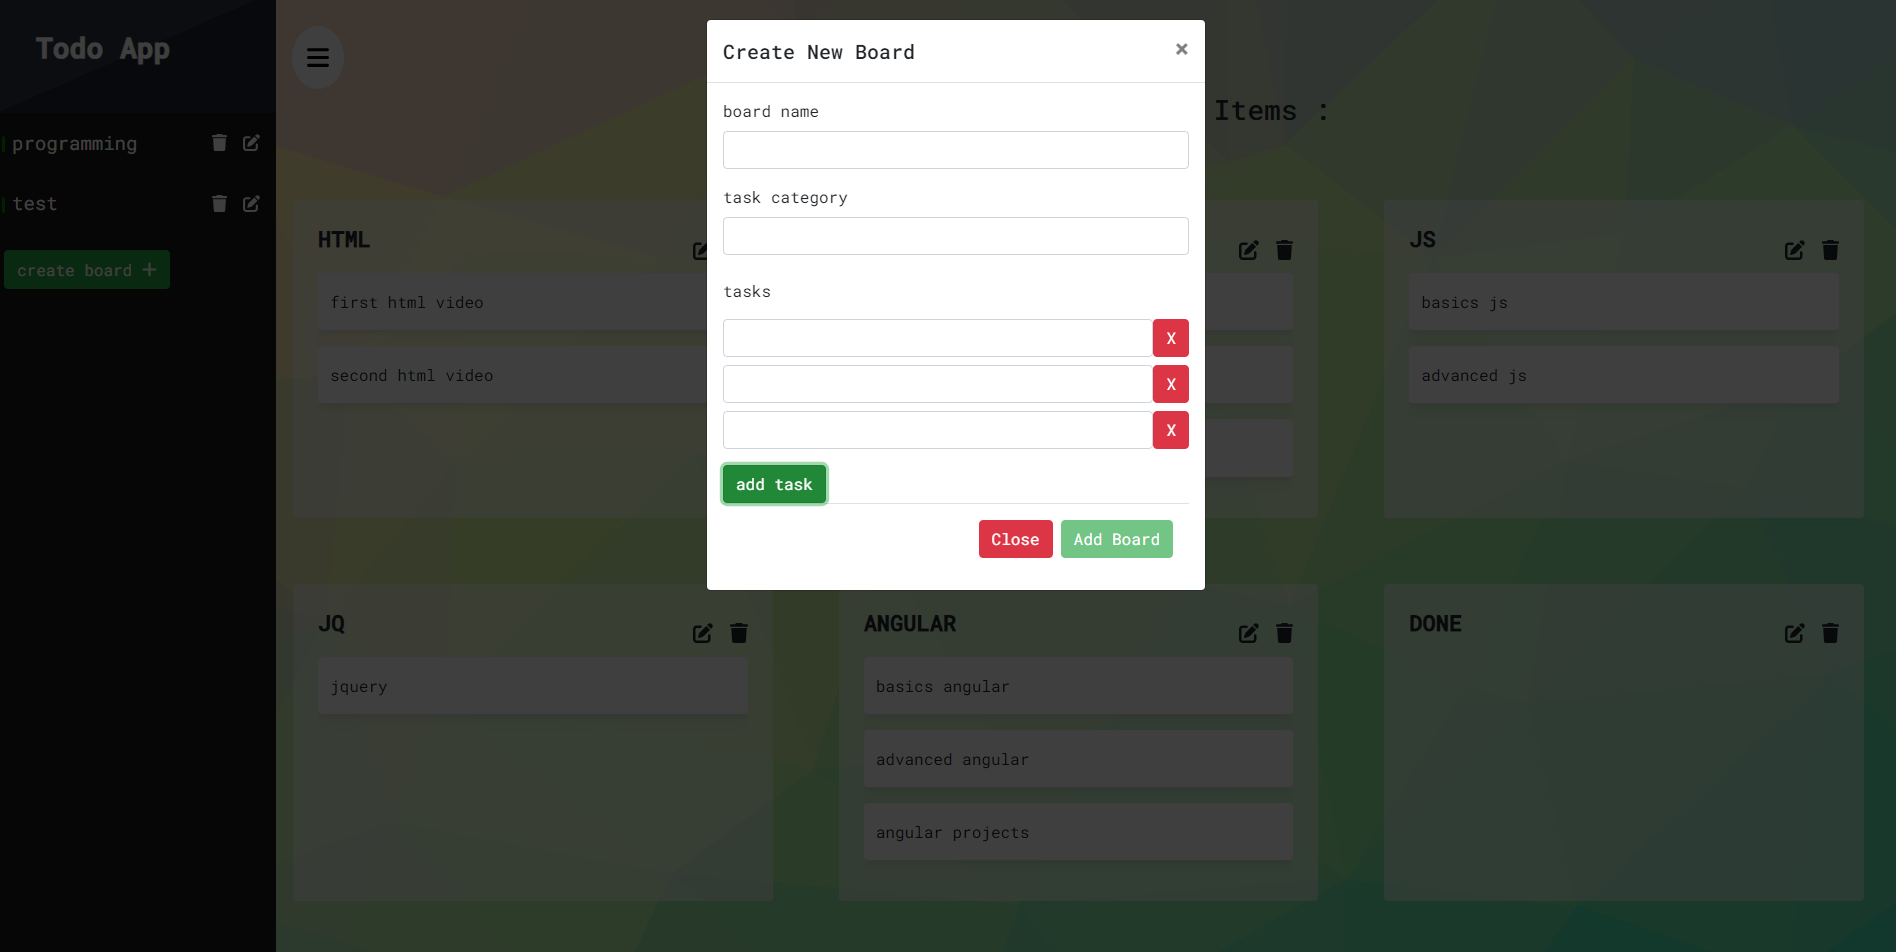 Todo App
programming
test
create board +
Items :
HTML
first html video
second html video
JS
basics js
advanced js
JQ
jquery
ANGULAR
basics angular
advanced angular
angular projects
DONE
Create New Board ×
board name
task category
tasks
X
X
X
add task
Close Add Board